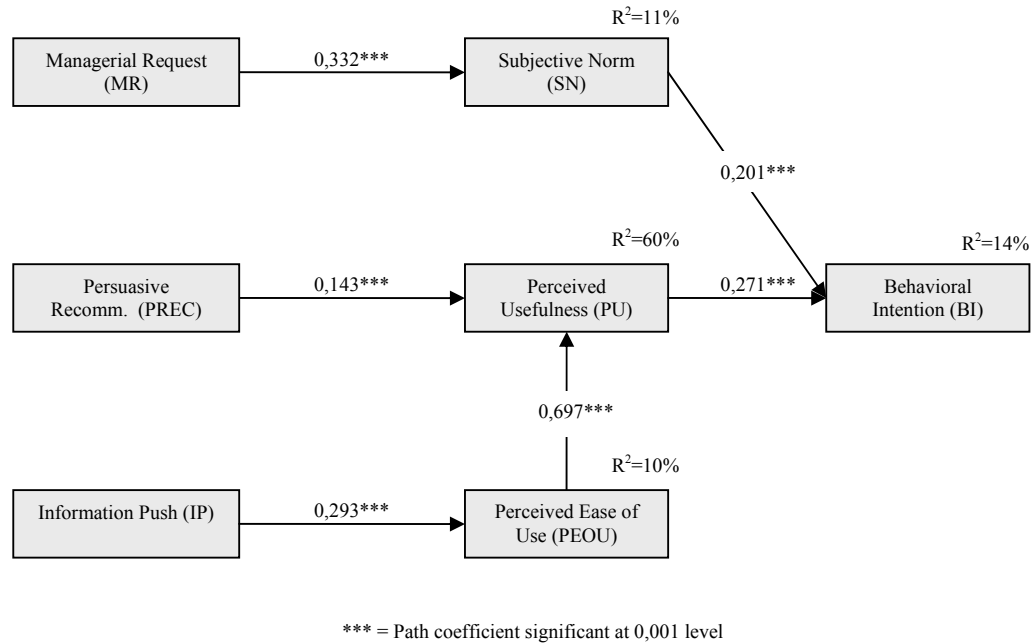 R²=11%
Managerial Request
(MR)
0,332***
Subjective Norm
(SN)
0,201***
R²=60%
R²=14%
Persuasive
Recomm.  (PREC)
0,143***
Perceived
Usefulness (PU)
0,271***
Behavioral
Intention (BI)
0,697***
R²=10%
Information Push (IP)
0,293***
Perceived Ease of
Use (PEOU)
*** = Path coefficient significant at 0,001 level